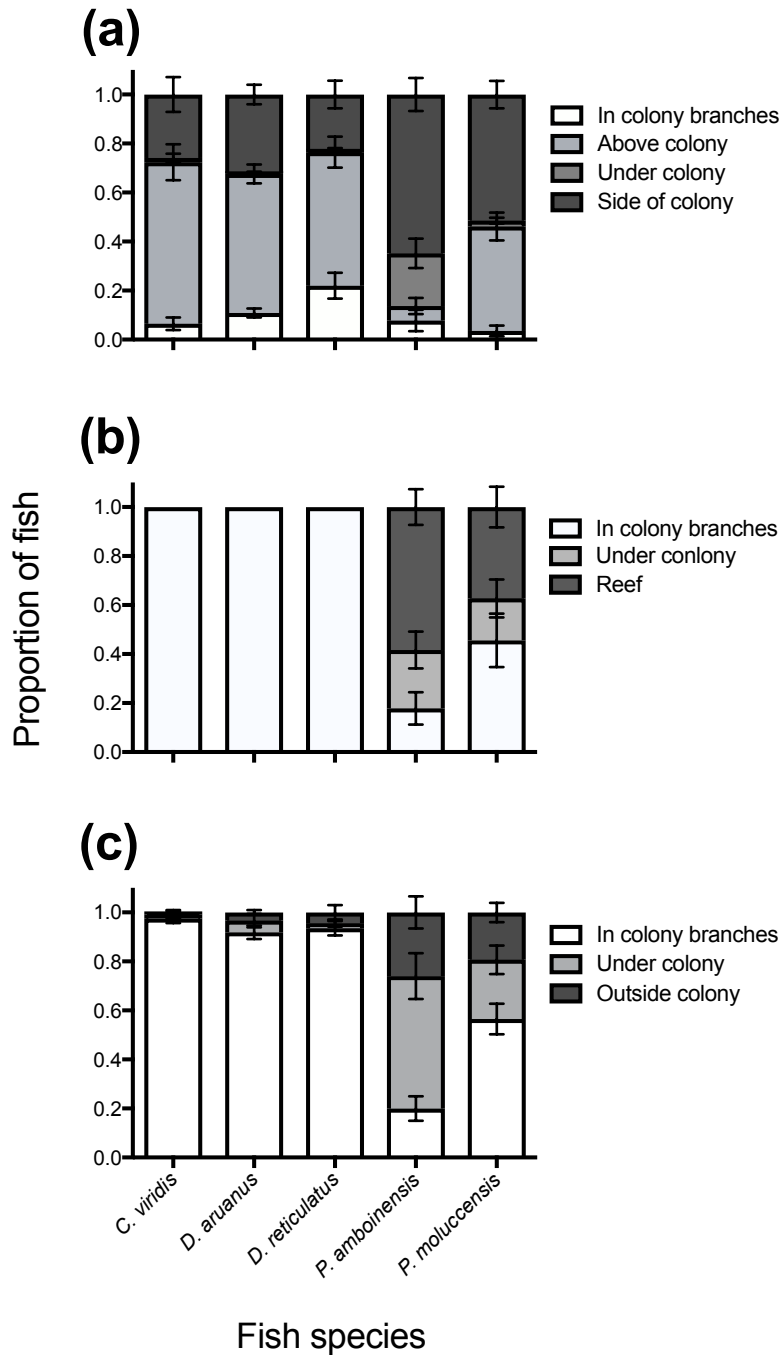 (a)
1.0
0.8
0.6
0.4
0.2
0.0
In colony branches
Above colony
Under colony
Side of colony
(b)
1.0
0.8
0.6
0.4
0.2
0.0
In colony branches
Under conlony
Reef
Proportion of fish
(c)
1.0
0.8
0.6
0.4
0.2
0.0
In colony branches
Under colony
Outside colony
C. viridis
D. aruanus
D. reticulatus
P. amboinensis
P. moluccensis
Fish species